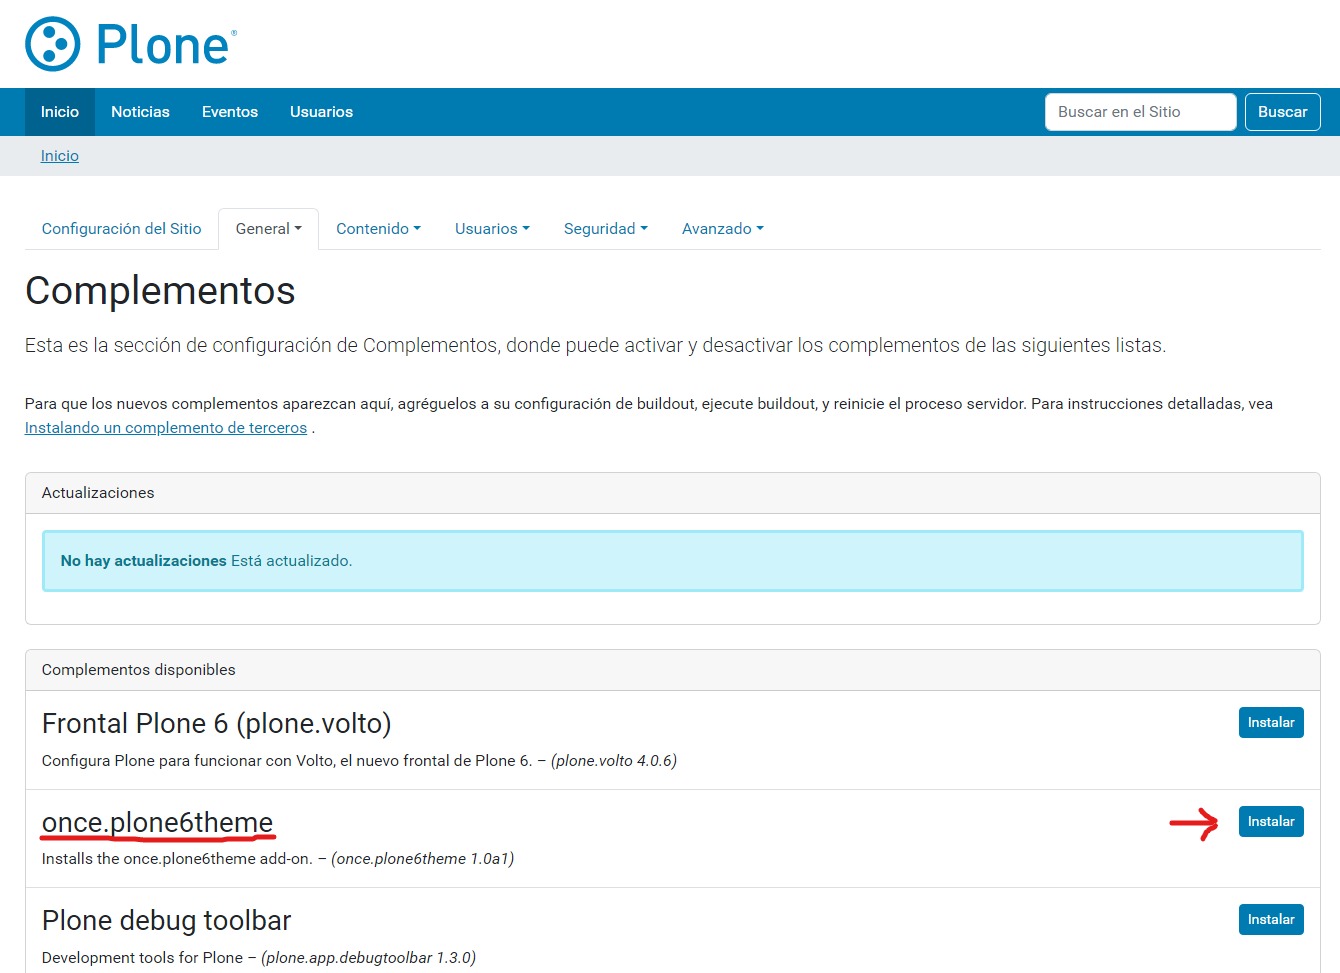 Plone®
Inicio Noticias Eventos Usuarios Buscar en el Sitio Buscar
Inicio
Configuración del Sitio General Contenido Usuarios Seguridad Avanzado
Complementos
Esta es la sección de configuración de Complementos, donde puede activar y desactivar los complementos de las siguientes listas.
Para que los nuevos complementos aparezcan aquí, agréguelos a su configuración de buildout, ejecute buildout, y reinicie el proceso servidor. Para instrucciones detalladas, vea
Instalando un complemento de terceros .
Actualizaciones
No hay actualizaciones Está actualizado.
Complementos disponibles
Frontal Plone 6 (plone.volto) Instalar
Configura Plone para funcionar con Volto, el nuevo frontal de Plone 6. – (plone.volto 4.0.6)
once.plone6theme Instalar
Installs the once.plone6theme add-on. – (once.plone6theme 1.0a1)
Plone debug toolbar Instalar
Development tools for Plone – (plone.app.debugtoolbar 1.3.0)